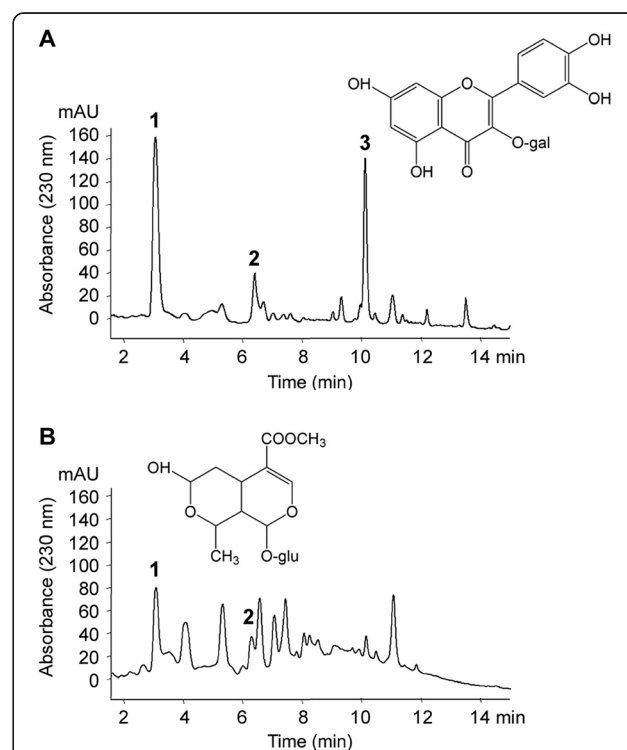 A
OH
HO
O
OH
O-gal
OH
O
mAU
Absorbance (230 nm)
160
140
120
100
80
60
40
20
0
1
2
3
2 4 6 8 10 12 14 min
Time (min)
B
COOCH3
OH
O
O
CH3
O-glu
mAU
Absorbance (230 nm)
160
140
120
100
80
60
40
20
0
1
2
2 4 6 8 10 12 14 min
Time (min)